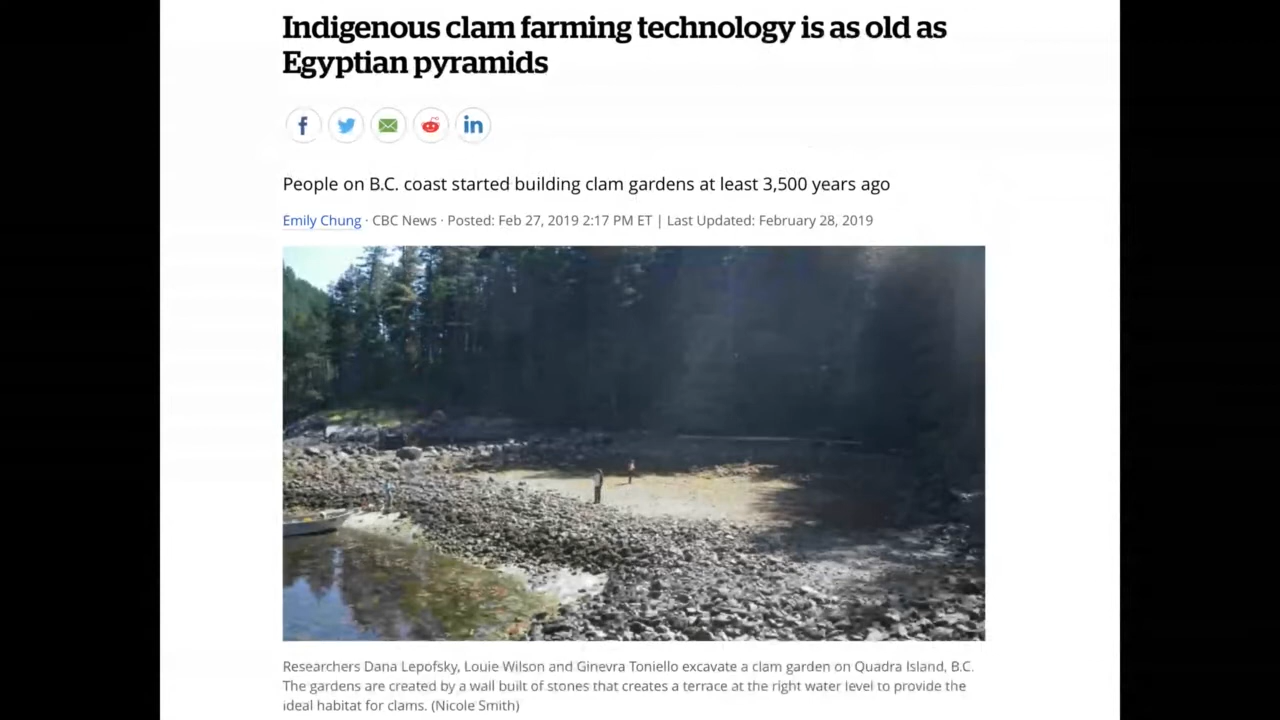 Indigenous clam farming technology is as old as
Egyptian pyramids
People on B.C. coast started building clam gardens at least 3,500 years ago
Emily Chung · CBC News · Posted: Feb 27, 2019 2:17 PM ET | Last Updated: February 28, 2019
Researchers Dana Lepofsky, Louie Wilson and Ginevra Toniello excavate a clam garden on Quadra Island, B.C.
The gardens are created by a wall built of stones that creates a terrace at the right water level to provide the
ideal habitat for clams. (Nicole Smith)